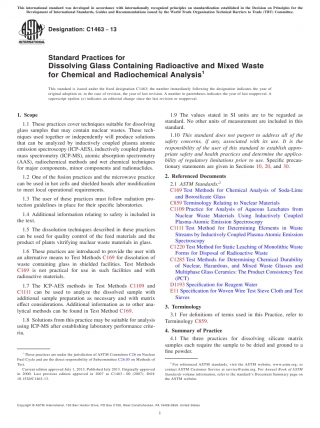 This international standard was developed in accordance with internationally recognized principles on standardization established in the Decision on Principles for the
Development of International Standards, Guides and Recommendations issued by the World Trade Organization Technical Barriers to Trade (TBT) Committee.
Designation: C1463 − 13
Standard Practices for
Dissolving Glass Containing Radioactive and Mixed Waste
for Chemical and Radiochemical Analysis1
This standard is issued under the fixed designation C1463; the number immediately following the designation indicates the year of
original adoption or, in the case of revision, the year of last revision. A number in parentheses indicates the year of last reapproval. A
superscript epsilon (ε) indicates an editorial change since the last revision or reapproval.
1. Scope
1.1 These practices cover techniques suitable for dissolving
glass samples that may contain nuclear wastes. These tech-
niques used together or independently will produce solutions
that can be analyzed by inductively coupled plasma atomic
emission spectroscopy (ICP-AES), inductively coupled plasma
mass spectrometry (ICP-MS), atomic absorption spectrometry
(AAS), radiochemical methods and wet chemical techniques
for major components, minor components and radionuclides.
1.2 One of the fusion practices and the microwave practice
can be used in hot cells and shielded hoods after modification
to meet local operational requirements.
1.3 The user of these practices must follow radiation pro-
tection guidelines in place for their specific laboratories.
1.4 Additional information relating to safety is included in
the text.
1.5 The dissolution techniques described in these practices
can be used for quality control of the feed materials and the
product of plants vitrifying nuclear waste materials in glass.
1.6 These practices are introduced to provide the user with
an alternative means to Test Methods C169 for dissolution of
waste containing glass in shielded facilities. Test Methods
C169 is not practical for use in such facilities and with
radioactive materials.
1.7 The ICP-AES methods in Test Methods C1109 and
C1111 can be used to analyze the dissolved sample with
additional sample preparation as necessary and with matrix
effect considerations. Additional information as to other ana-
lytical methods can be found in Test Method C169.
1.8 Solutions from this practice may be suitable for analysis
using ICP-MS after establishing laboratory performance crite-
ria.
1 These practices are under the jurisdiction of ASTM Committee C26 on Nuclear
Fuel Cycle and are the direct responsibility of Subcommittee C26.05 on Methods of
Test.
Current edition approved July 1, 2013. Published July 2013. Originally approved
in 2000. Last previous edition approved in 2007 as C1463 – 00 (2007). DOI:
10.1520/C1463-13.
1.9 The values stated in SI units are to be regarded as
standard. No other units of measurement are included in this
standard.
1.10 This standard does not purport to address all of the
safety concerns, if any, associated with its use. It is the
responsibility of the user of this standard to establish appro-
priate safety and health practices and determine the applica-
bility of regulatory limitations prior to use. Specific precau-
tionary statements are given in Sections 10, 20, and 30.
2. Referenced Documents
2.1 ASTM Standards:2
C169 Test Methods for Chemical Analysis of Soda-Lime
and Borosilicate Glass
C859 Terminology Relating to Nuclear Materials
C1109 Practice for Analysis of Aqueous Leachates from
Nuclear Waste Materials Using Inductively Coupled
Plasma-Atomic Emission Spectroscopy
C1111 Test Method for Determining Elements in Waste
Streams by Inductively Coupled Plasma-Atomic Emission
Spectroscopy
C1220 Test Method for Static Leaching of Monolithic Waste
Forms for Disposal of Radioactive Waste
C1285 Test Methods for Determining Chemical Durability
of Nuclear, Hazardous, and Mixed Waste Glasses and
Multiphase Glass Ceramics: The Product Consistency Test
(PCT)
D1193 Specification for Reagent Water
E11 Specification for Woven Wire Test Sieve Cloth and Test
Sieves
3. Terminology
3.1 For definitions of terms used in this Practice, refer to
Terminology C859.
4. Summary of Practice
4.1 The three practices for dissolving silicate matrix
samples each require the sample to be dried and ground to a
fine powder.
2 For referenced ASTM standards, visit the ASTM website, www.astm.org, or
contact ASTM Customer Service at service@astm.org. For Annual Book of ASTM
Standards volume information, refer to the standard's Document Summary page on
the ASTM website.
Copyright © ASTM International, 100 Barr Harbor Drive, PO Box C700, West Conshohocken, PA 19428-2959. United States
1